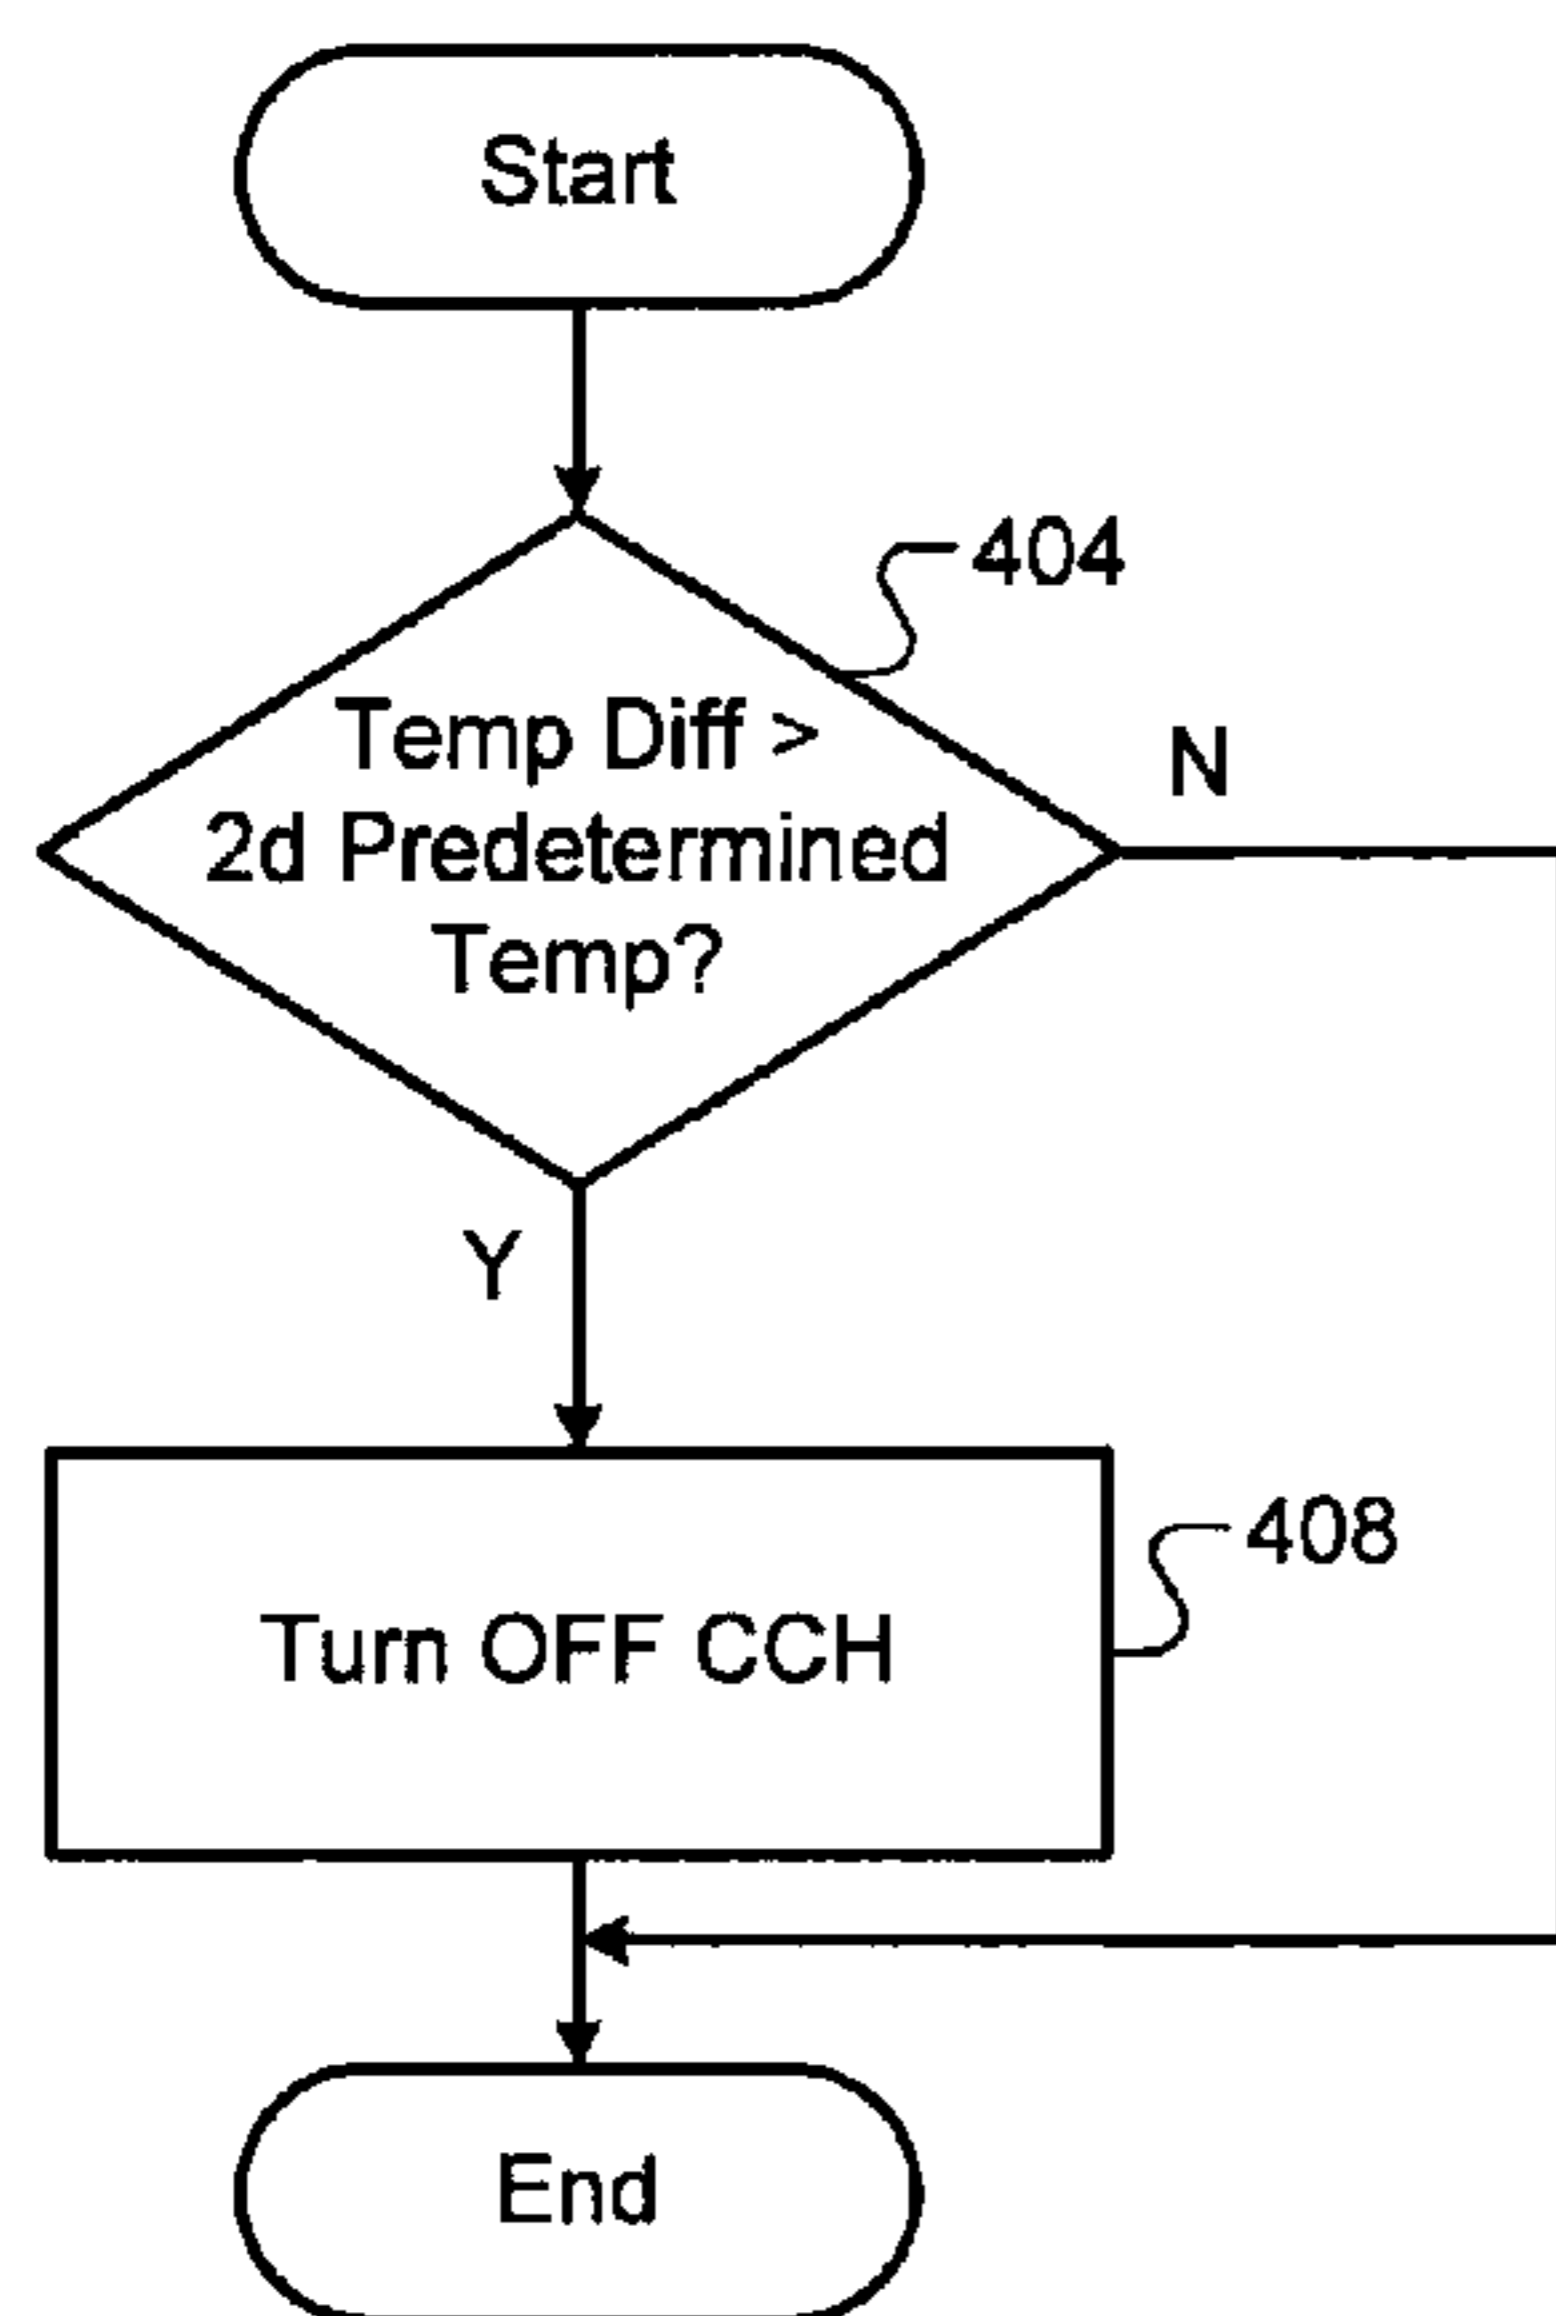 Start
404
Temp Diff >
2d Predetermined
Temp?
N
Y
408
Turn OFF CCH
End